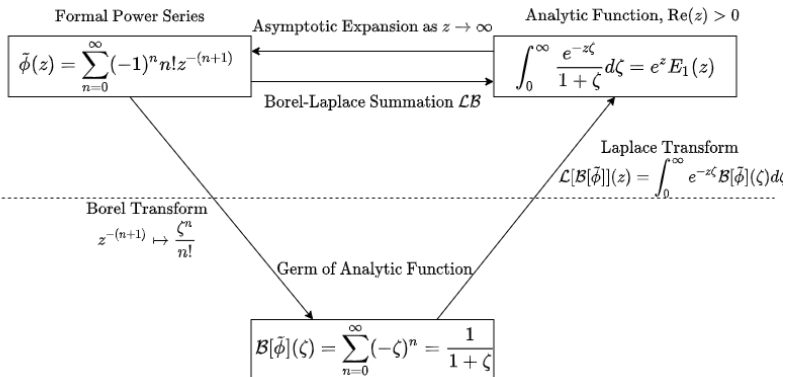 Formal Power Series
Asymptotic Expansion as z → ∞
Analytic Function, Re(z) > 0
ϕ̃(z) = ∑_{n=0}^{∞} (−1)^n n! z^{−(n+1)}
∫_0^∞ e^{−zζ}/(1 + ζ) dζ = e^z E_1(z)
Borel-Laplace Summation ℒℬ
Laplace Transform
ℒ[ℬ[ϕ̃]](z) = ∫_0^∞ e^{−zζ} ℬ[ϕ̃](ζ)dζ
Borel Transform
z^{−(n+1)} ↦ ζ^n/n!
Germ of Analytic Function
ℬ[ϕ̃](ζ) = ∑_{n=0}^{∞} (−ζ)^n = 1/(1 + ζ)